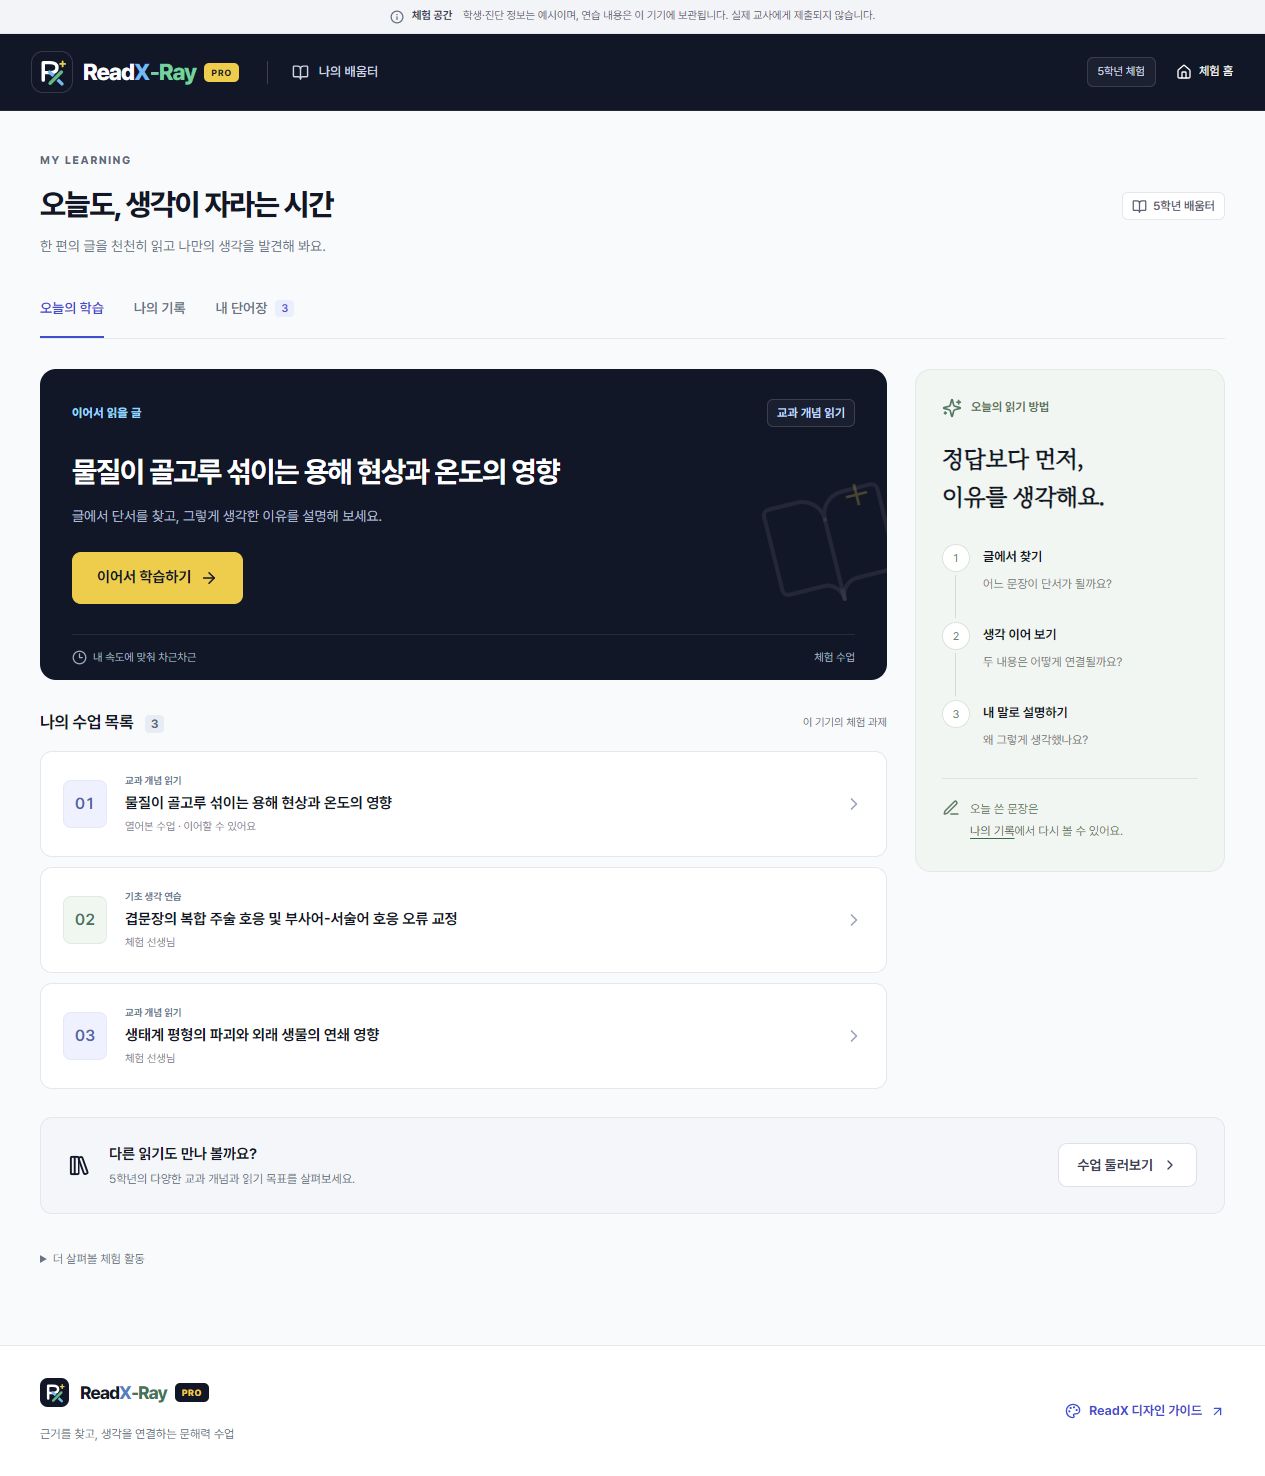 체험 공간 학생·진단 정보는 예시이며, 연습 내용은 이 기기에 보관됩니다. 실제 교사에게 제출되지 않습니다.
ReadX-Ray PRO
나의 배움터
5학년 체험
체험 홈
MY LEARNING
오늘도, 생각이 자라는 시간
5학년 배움터
한 편의 글을 천천히 읽고 나만의 생각을 발견해 봐요.
오늘의 학습
나의 기록
내 단어장 3
이어서 읽을 글
교과 개념 읽기
물질이 골고루 섞이는 용해 현상과 온도의 영향
글에서 단서를 찾고, 그렇게 생각한 이유를 설명해 보세요.
이어서 학습하기
내 속도에 맞춰 차근차근
체험 수업
오늘의 읽기 방법
정답보다 먼저,
이유를 생각해요.
1 글에서 찾기
어느 문장이 단서가 될까요?
2 생각 이어 보기
두 내용은 어떻게 연결될까요?
3 내 말로 설명하기
왜 그렇게 생각했나요?
오늘 쓴 문장은
나의 기록에서 다시 볼 수 있어요.
나의 수업 목록 3
이 기기의 체험 과제
교과 개념 읽기
01 물질이 골고루 섞이는 용해 현상과 온도의 영향
열어본 수업 · 이어할 수 있어요
기초 생각 연습
02 겹문장의 복합 주술 호응 및 부사어-서술어 호응 오류 교정
체험 선생님
교과 개념 읽기
03 생태계 평형의 파괴와 외래 생물의 연쇄 영향
체험 선생님
다른 읽기도 만나 볼까요?
5학년의 다양한 교과 개념과 읽기 목표를 살펴보세요.
수업 둘러보기
더 살펴볼 체험 활동
ReadX-Ray PRO
근거를 찾고, 생각을 연결하는 문해력 수업
ReadX 디자인 가이드